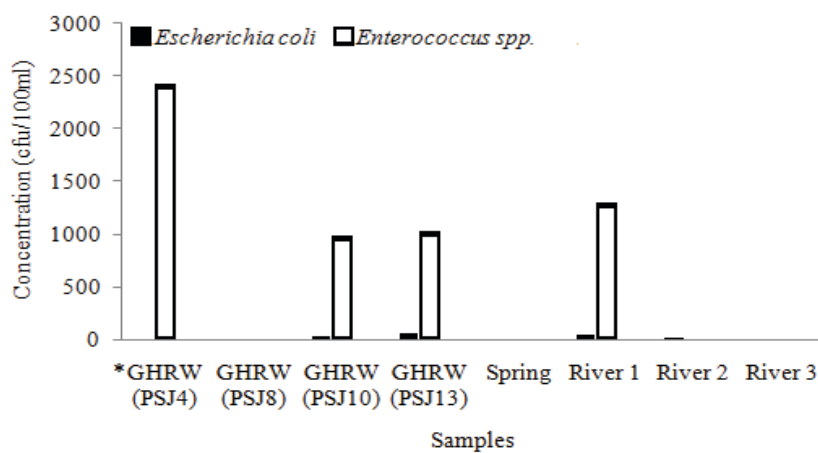 Concentration (cfu/100ml)
3000
2500
2000
1500
1000
500
0
Escherichia coli Enterococcus spp.
*GHRW (PSJ4)
GHRW (PSJ8)
GHRW (PSJ10)
GHRW (PSJ13)
Spring
River 1
River 2
River 3
Samples